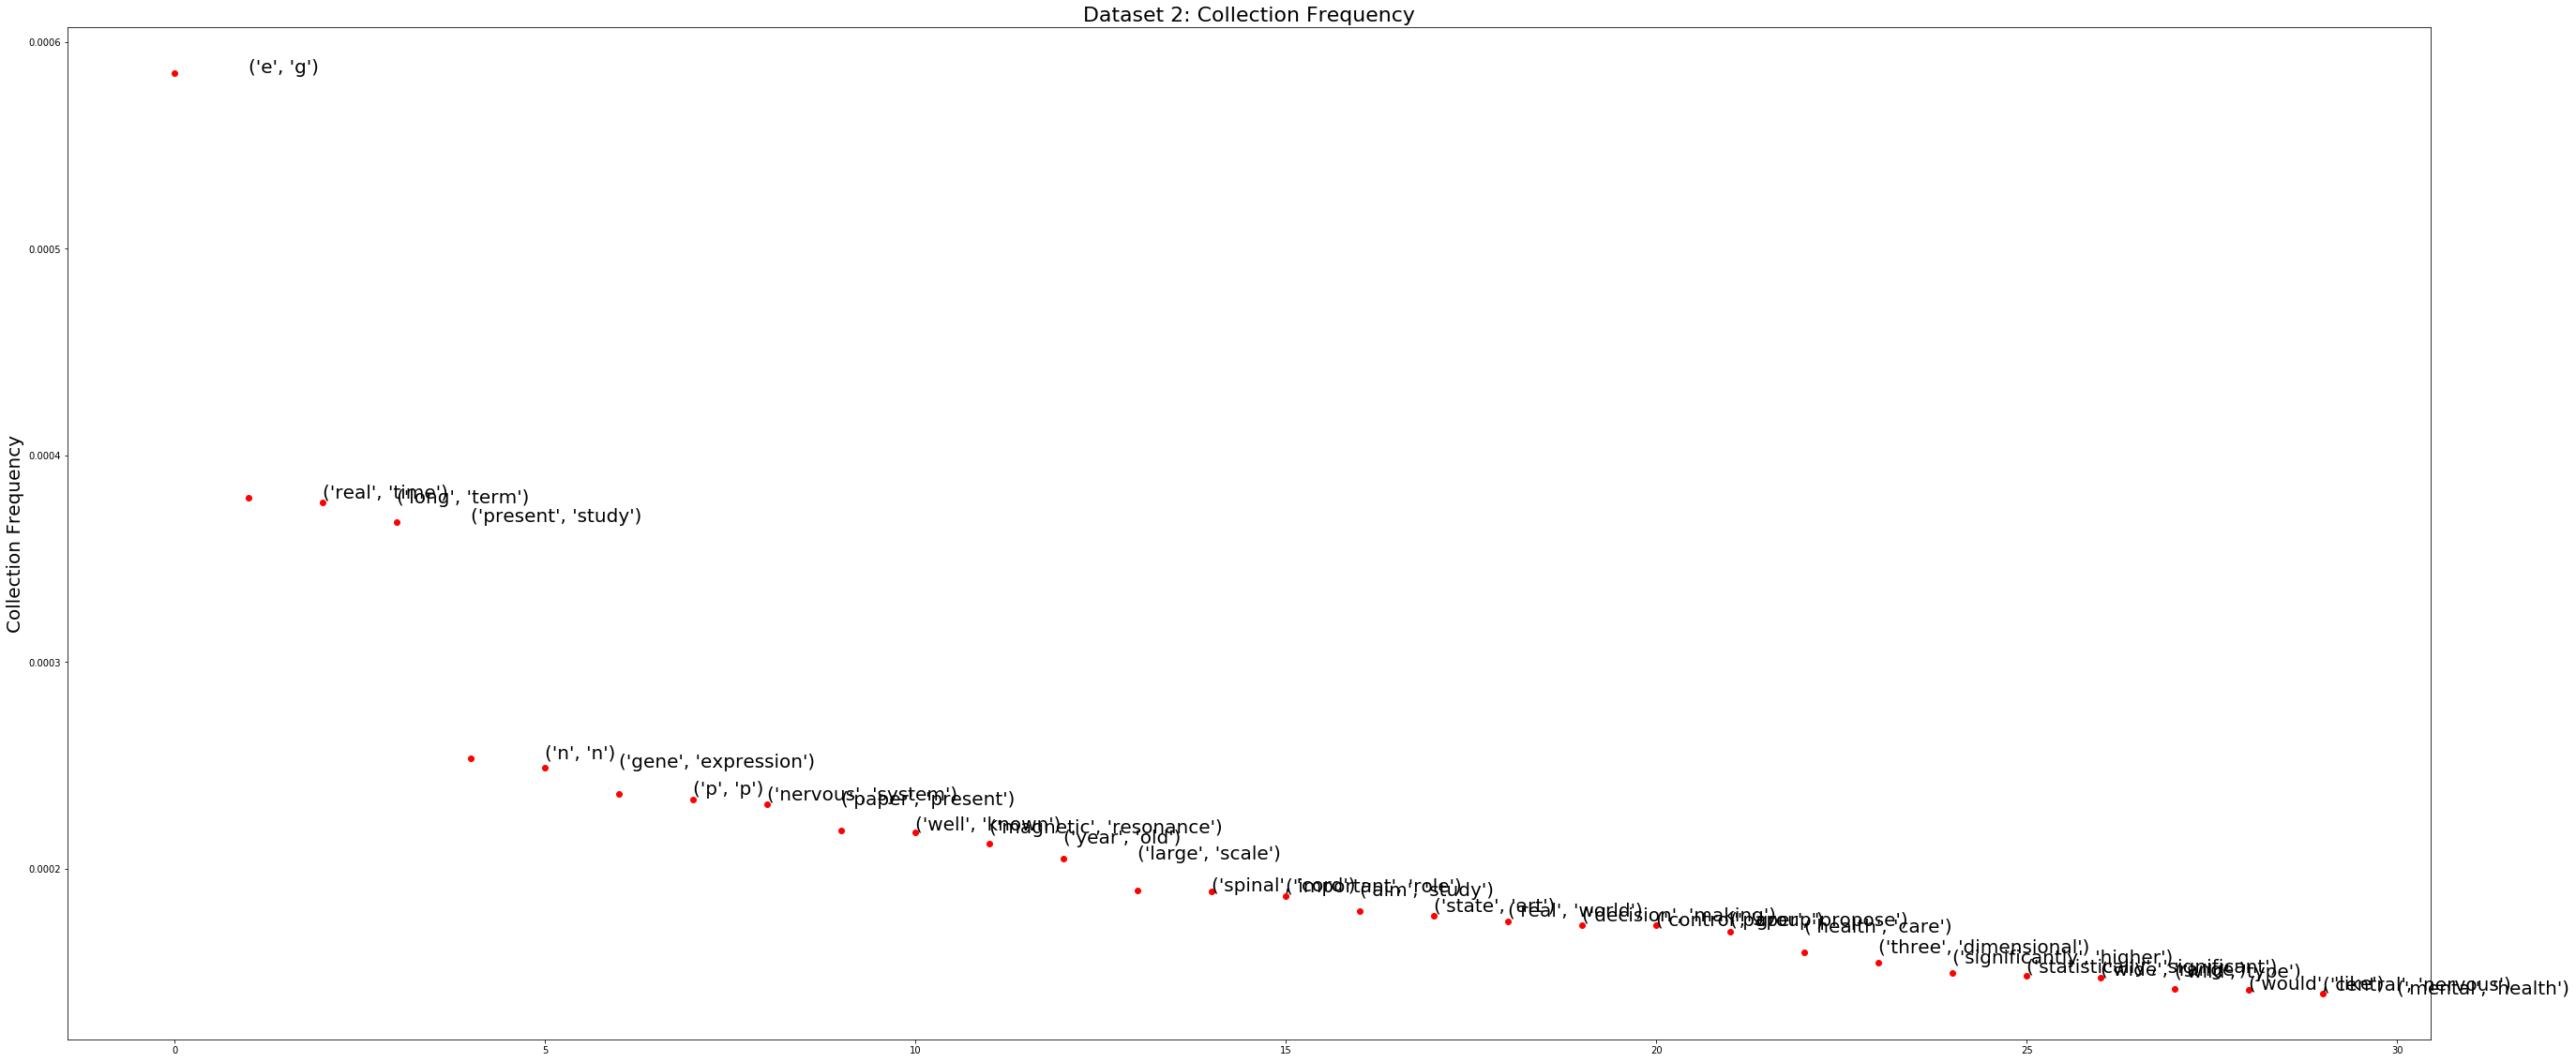 Dataset 2: Collection Frequency
Collection Frequency
0.0006
0.0005
0.0004
0.0003
0.0002
('e', 'g')
('real', 'time')
('long', 'term')
('present', 'study')
('n', 'n')
('gene', 'expression')
('p', 'p')
('nervous', 'system')
('paper', 'present')
('well', 'known')
('magnetic', 'resonance')
('year', 'old')
('large', 'scale')
('spinal', 'cord')
('important', 'role')
('aim', 'study')
('state', 'art')
('real', 'world')
('decision', 'making')
('control', 'group')
('paper', 'propose')
('health', 'care')
('three', 'dimensional')
('significantly', 'higher')
('statistically', 'significant')
('wide', 'range')
('wild', 'type')
('would', 'like')
('central', 'nervous')
('mental', 'health')
0
5
10
15
20
25
30